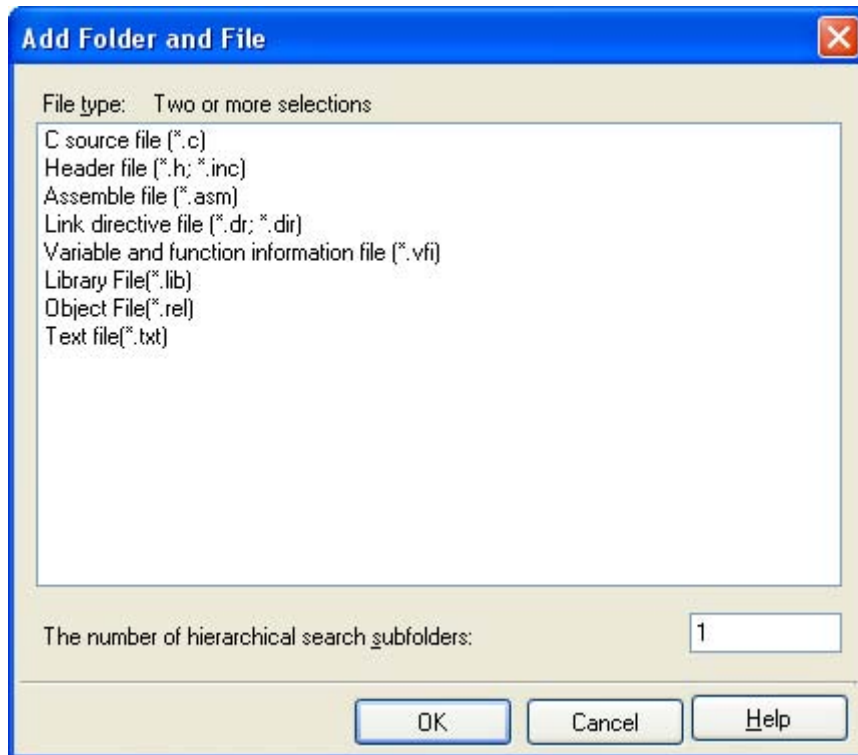 Add Folder and File
File type: Two or more selections
C source file (*.c)
Header file (*.h; *.inc)
Assemble file (*.asm)
Link directive file (*.dr; *.dir)
Variable and function information file (*.vfi)
Library File(*.lib)
Object File(*.rel)
Text file(*.txt)
The number of hierarchical search subfolders: 1
OK Cancel Help